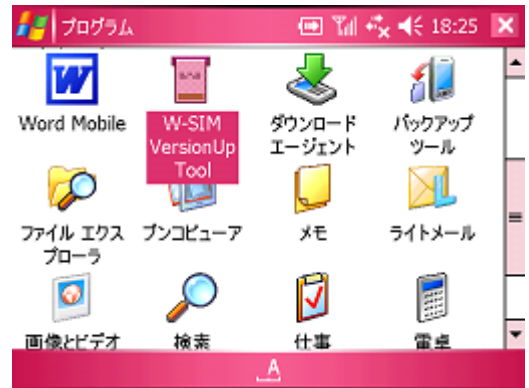 プログラム 18:25
Word Mobile
W-SIM
VersionUp
Tool
ダウンロード
エージェント
バックアップ
ツール
ファイル エクス
プローラ
ブンコビューア
メモ
ライトメール
画像とビデオ
検索
仕事
電卓
A